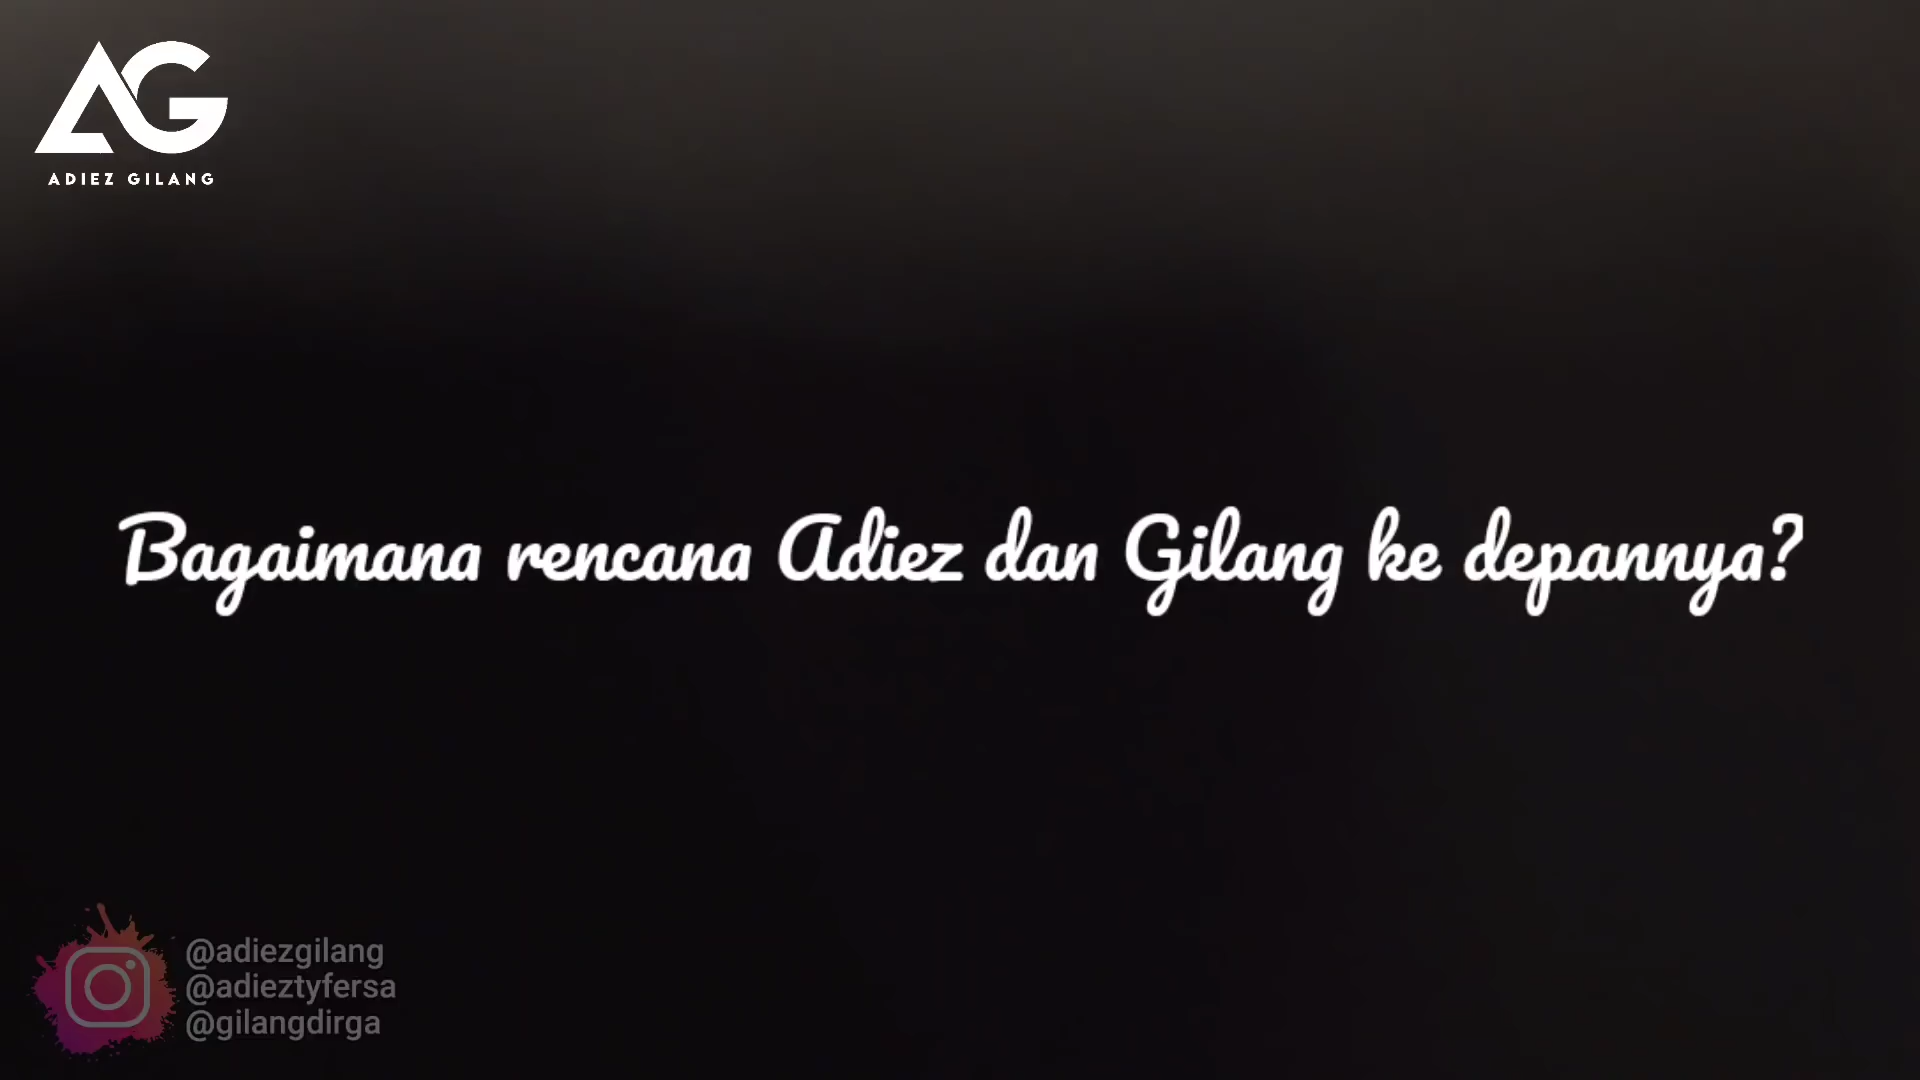 AG
ADIEZ GILANG
Bagaimana rencana Adiez dan Gilang ke depannya?
@adiezgilang
@adieztyfersa
@gilangdirga